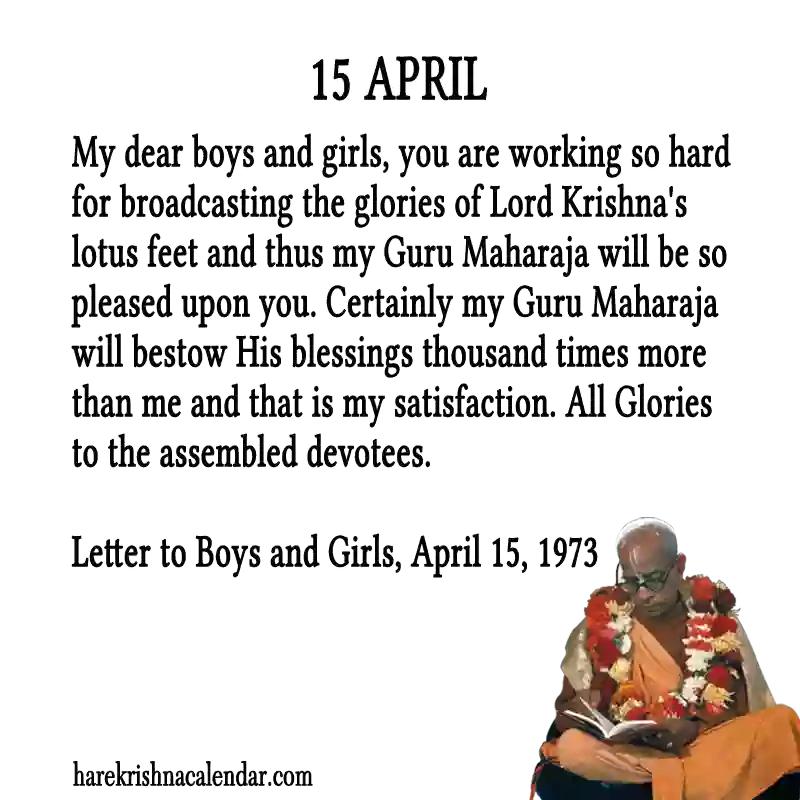 15 APRIL
My dear boys and girls, you are working so hard
for broadcasting the glories of Lord Krishna's
lotus feet and thus my Guru Maharaja will be so
pleased upon you. Certainly my Guru Maharaja
will bestow His blessings thousand times more
than me and that is my satisfaction. All Glories
to the assembled devotees.
Letter to Boys and Girls, April 15, 1973
harekrishnacalendar.com